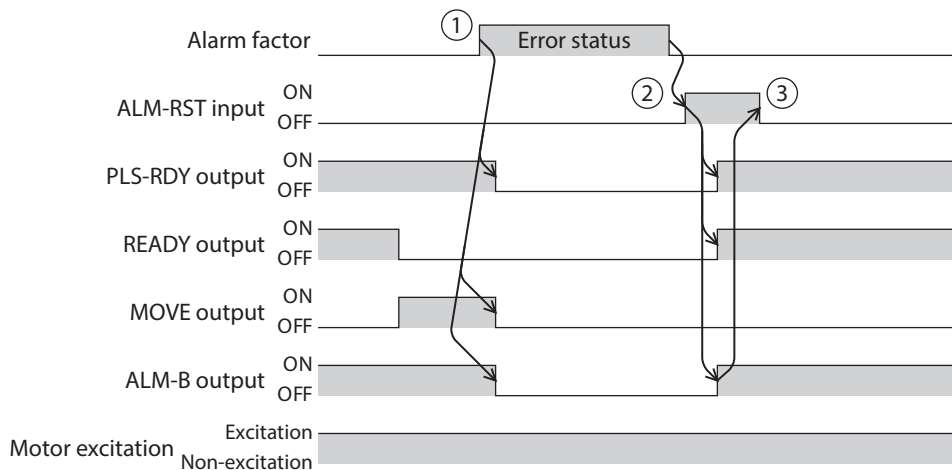 ①
Alarm factor
Error status
ALM-RST input
ON
OFF
②
③
PLS-RDY output
ON
OFF
READY output
ON
OFF
MOVE output
ON
OFF
ALM-B output
ON
OFF
Motor excitation
Excitation
Non-excitation